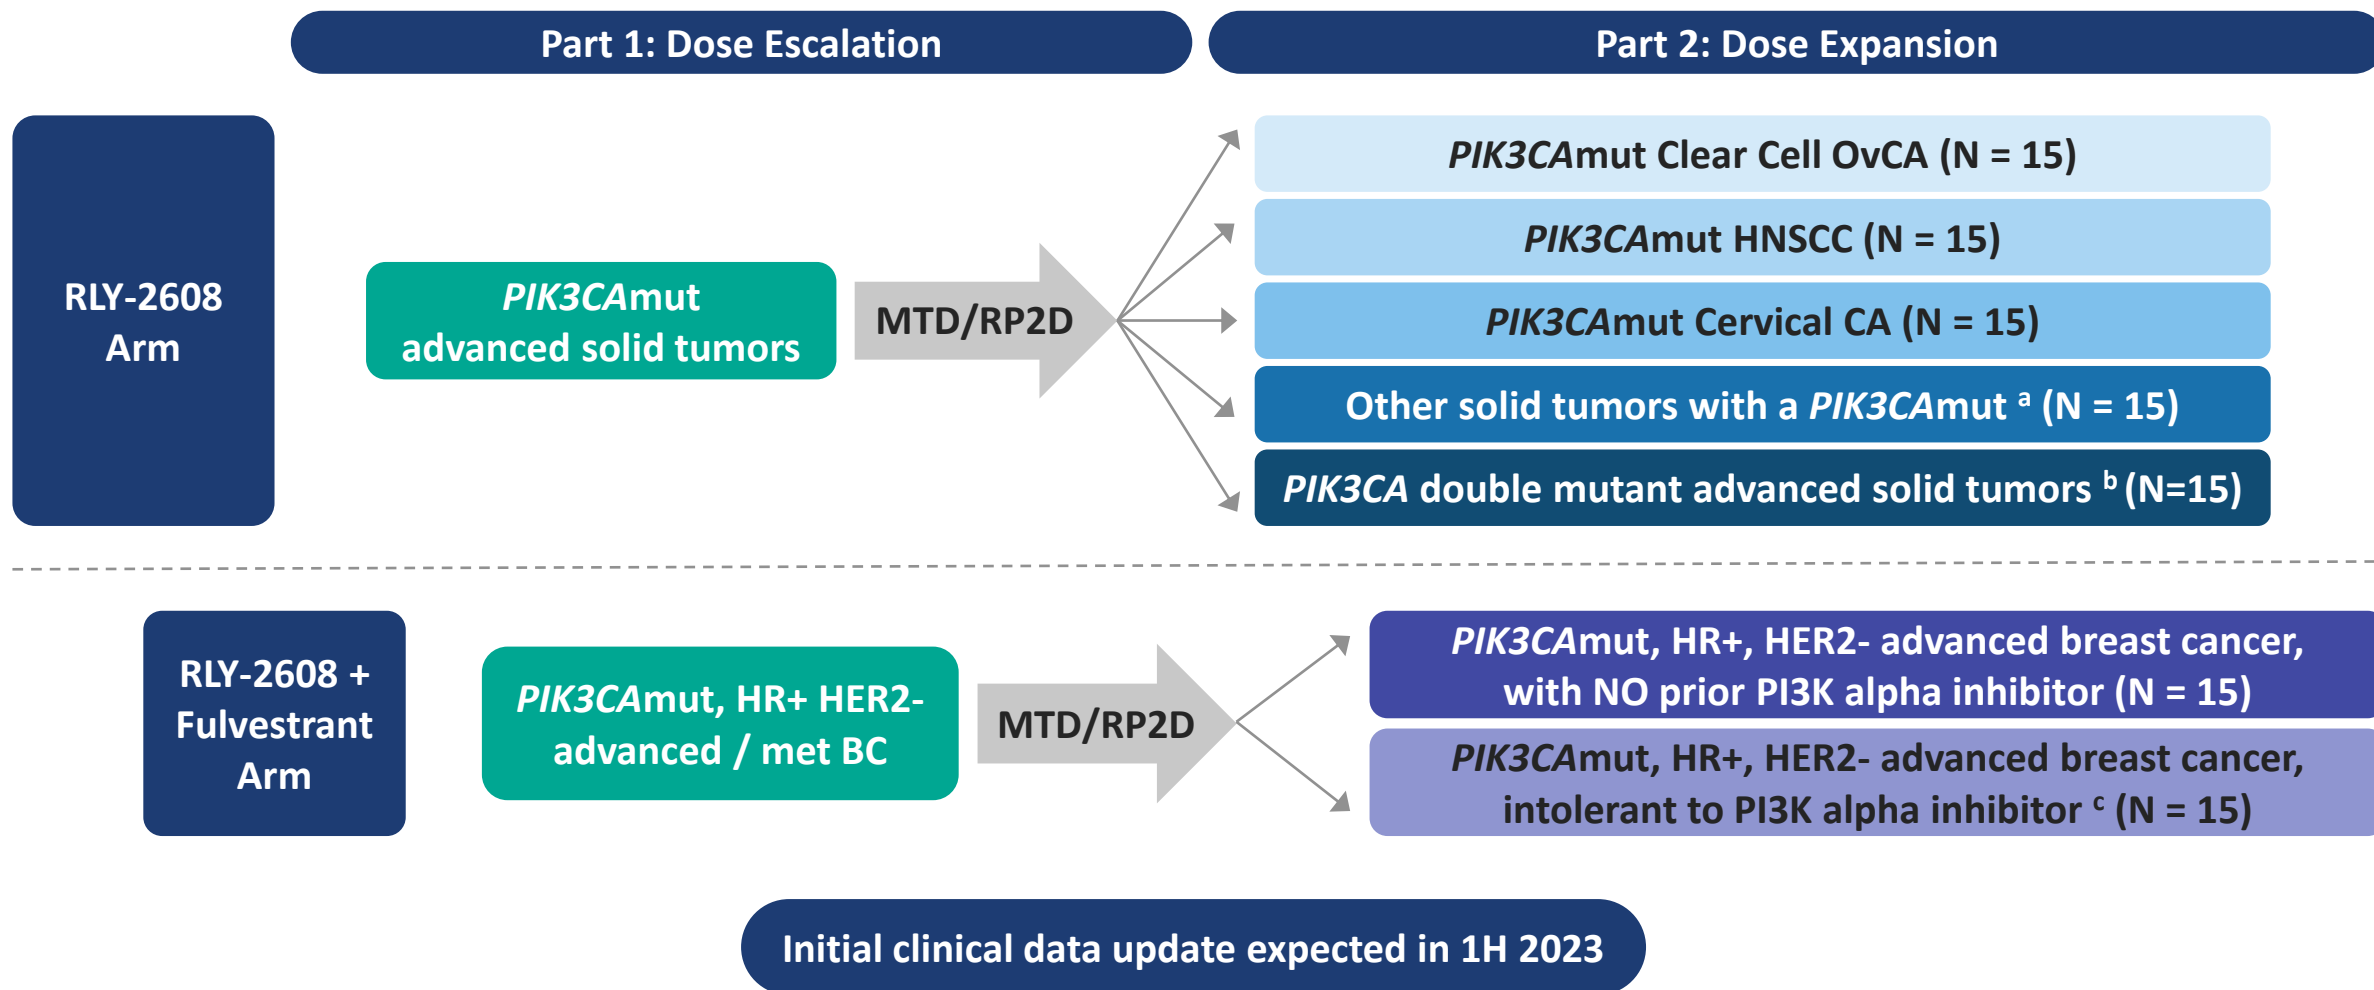 Part 1: Dose Escalation
Part 2: Dose Expansion
RLY-2608
Arm
PIK3CAmut
advanced solid tumors
MTD/RP2D
PIK3CAmut Clear Cell OvCA (N = 15)
PIK3CAmut HNSCC (N = 15)
PIK3CAmut Cervical CA (N = 15)
Other solid tumors with a PIK3CAmut a (N = 15)
PIK3CA double mutant advanced solid tumors b (N=15)
RLY-2608 +
Fulvestrant
Arm
PIK3CAmut, HR+ HER2-
advanced / met BC
MTD/RP2D
PIK3CAmut, HR+, HER2- advanced breast cancer,
with NO prior PI3K alpha inhibitor (N = 15)
PIK3CAmut, HR+, HER2- advanced breast cancer,
intolerant to PI3K alpha inhibitor c (N = 15)
Initial clinical data update expected in 1H 2023